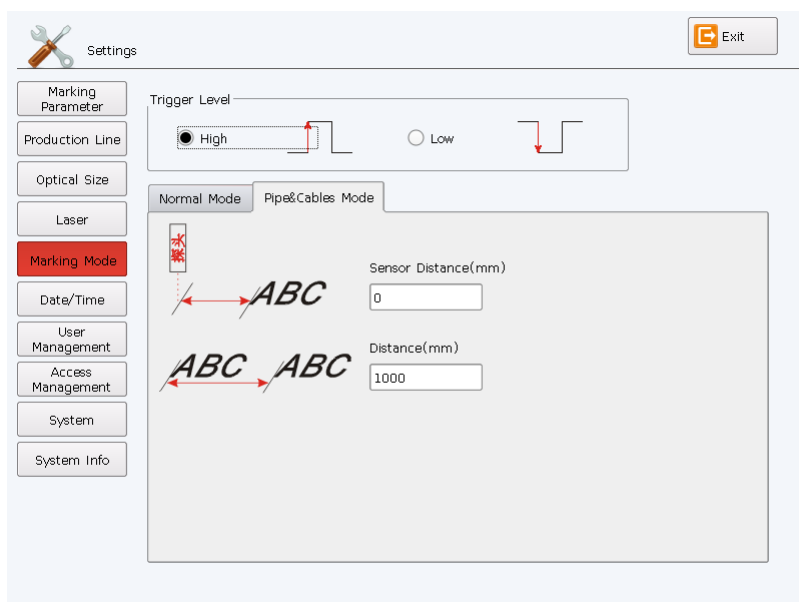 Settings
Exit
Marking
Parameter
Production Line
Optical Size
Laser
Marking Mode
Date/Time
User
Management
Access
Management
System
System Info
Trigger Level
High
Low
Normal Mode
Pipe&Cables Mode
探头
ABC
Sensor Distance(mm)
0
ABC ABC
Distance(mm)
1000